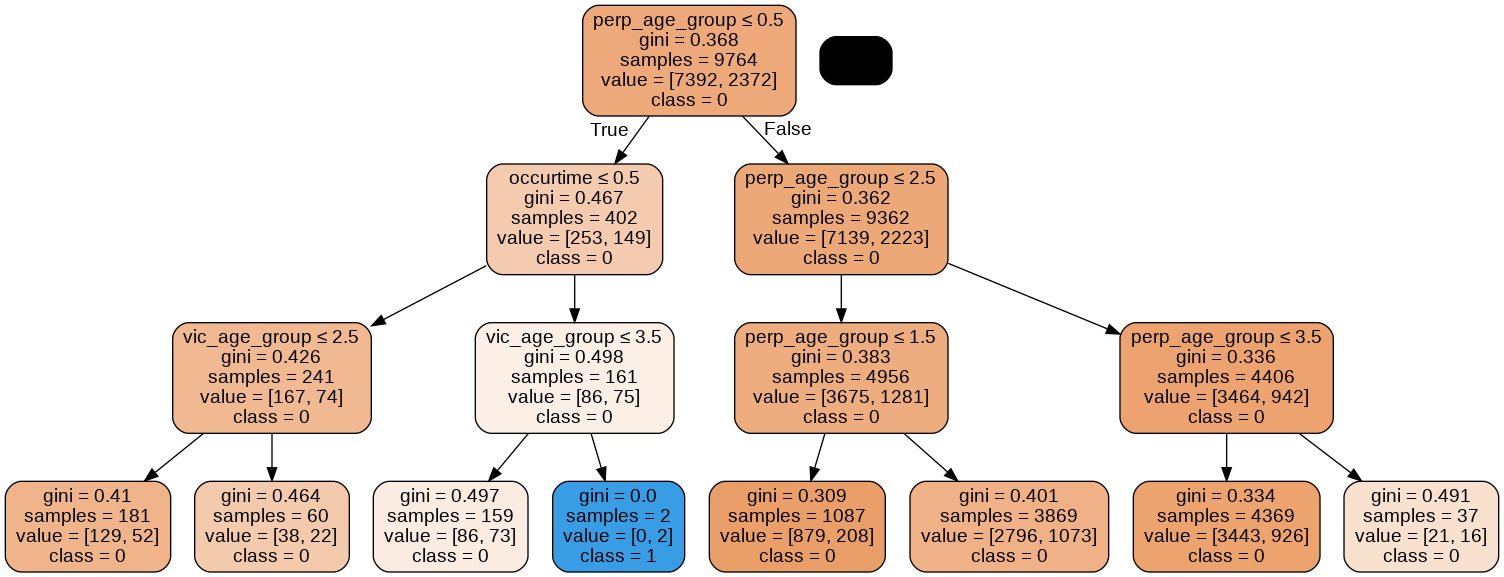 perp_age_group ≤ 0.5
gini = 0.368
samples = 9764
value = [7392, 2372]
class = 0
True
False
occurtime ≤ 0.5
gini = 0.467
samples = 402
value = [253, 149]
class = 0
perp_age_group ≤ 2.5
gini = 0.362
samples = 9362
value = [7139, 2223]
class = 0
vic_age_group ≤ 2.5
gini = 0.426
samples = 241
value = [167, 74]
class = 0
vic_age_group ≤ 3.5
gini = 0.498
samples = 161
value = [86, 75]
class = 0
perp_age_group ≤ 1.5
gini = 0.383
samples = 4956
value = [3675, 1281]
class = 0
perp_age_group ≤ 3.5
gini = 0.336
samples = 4406
value = [3464, 942]
class = 0
gini = 0.41
samples = 181
value = [129, 52]
class = 0
gini = 0.464
samples = 60
value = [38, 22]
class = 0
gini = 0.497
samples = 159
value = [86, 73]
class = 0
gini = 0.0
samples = 2
value = [0, 2]
class = 1
gini = 0.309
samples = 1087
value = [879, 208]
class = 0
gini = 0.401
samples = 3869
value = [2796, 1073]
class = 0
gini = 0.334
samples = 4369
value = [3443, 926]
class = 0
gini = 0.491
samples = 37
value = [21, 16]
class = 0